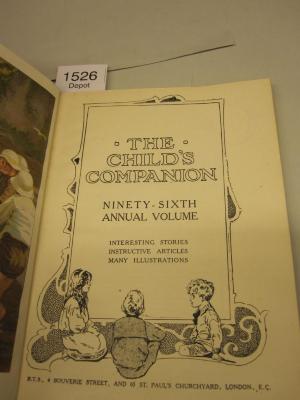 1526
Depot
· THE ·
CHILD'S
COMPANION
NINETY-SIXTH
ANNUAL VOLUME
INTERESTING STORIES
INSTRUCTIVE ARTICLES
MANY ILLUSTRATIONS
R.T.S., 4 BOUVERIE STREET, AND 65 ST. PAUL'S CHURCHYARD, LONDON, E.C.